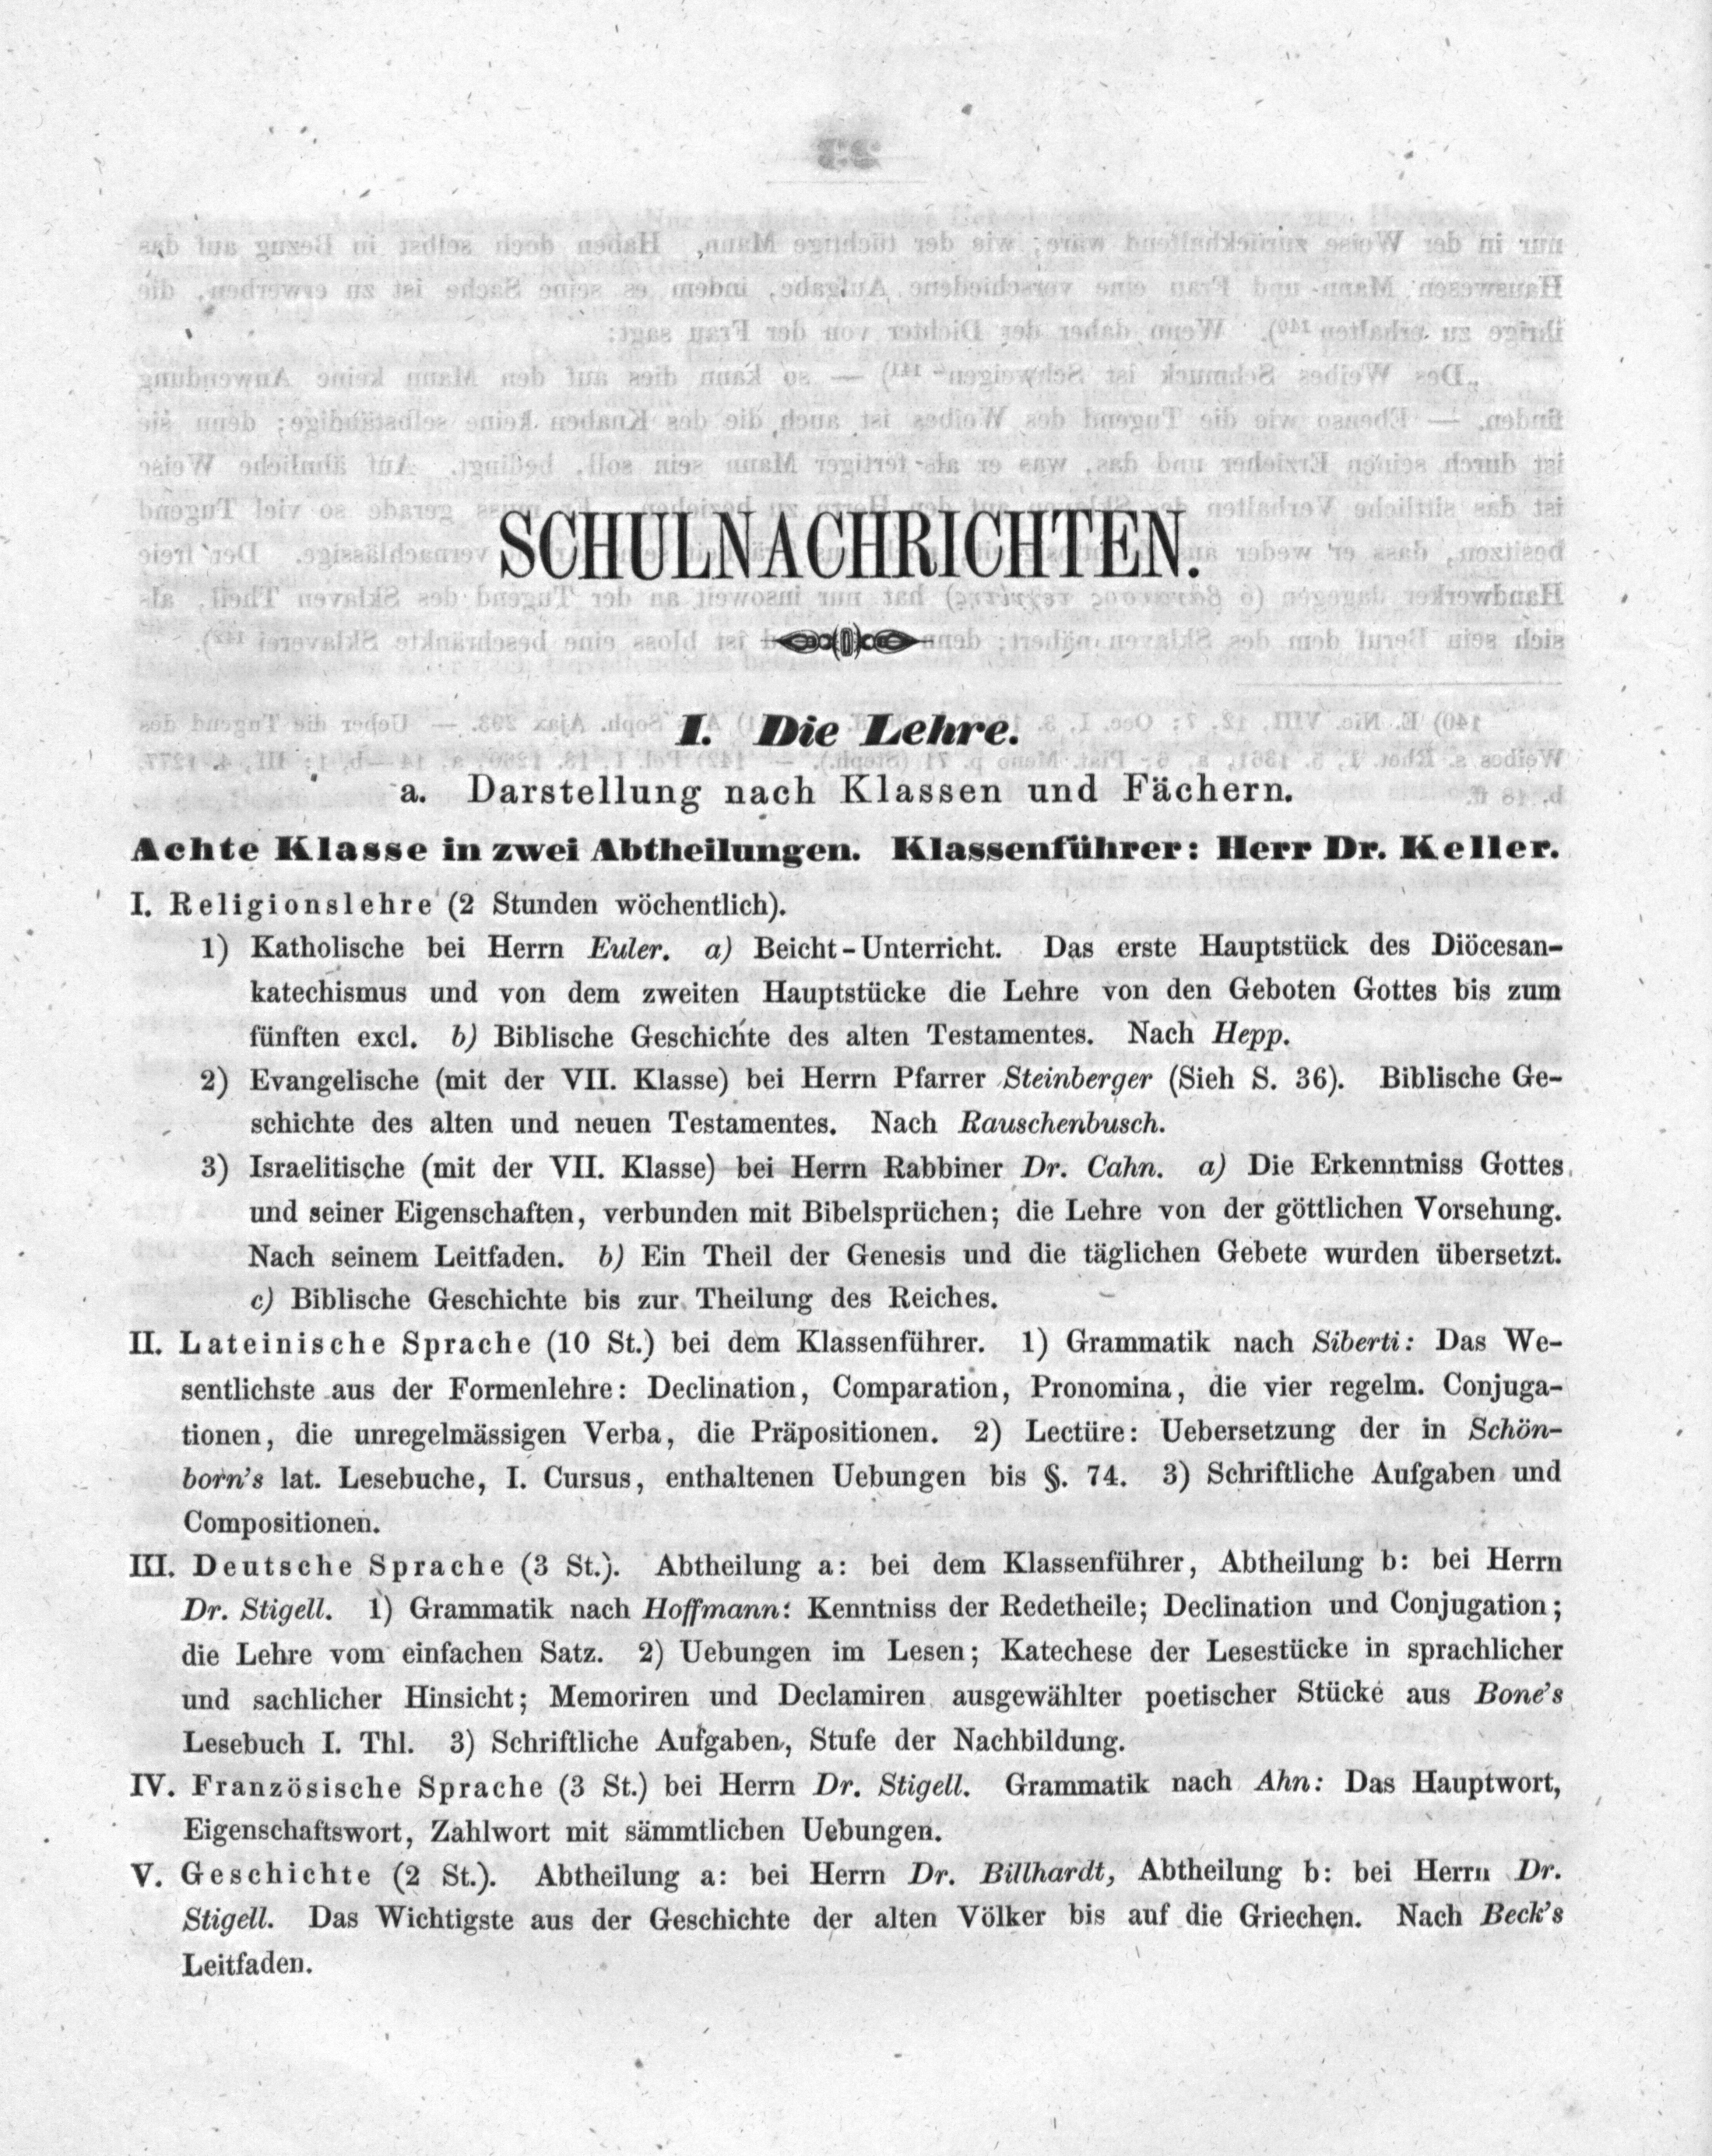 SCHULNACHRICHTEN.
I. Die Lehre.
a. Darstellung nach Klassen und Fächern.
Achte Klasse in zwei Abtheilungen. Klassenführer: Herr Dr. Keller.
I. Religionslehre (2 Stunden wöchentlich).
1) Katholische bei Herrn Euler. a) Beicht-Unterricht. Das erste Hauptstück des Diöcesan-
katechismus und von dem zweiten Hauptstücke die Lehre von den Geboten Gottes bis zum
fünften excl. b) Biblische Geschichte des alten Testamentes. Nach Hepp.
2) Evangelische (mit der VII. Klasse) bei Herrn Pfarrer Steinberger (Sieh S. 36). Biblische Ge-
schichte des alten und neuen Testamentes. Nach Rauschenbusch.
3) Israelitische (mit der VII. Klasse) bei Herrn Rabbiner Dr. Cahn. a) Die Erkenntniss Gottes
und seiner Eigenschaften, verbunden mit Bibelsprüchen; die Lehre von der göttlichen Vorsehung.
Nach seinem Leitfaden. b) Ein Theil der Genesis und die täglichen Gebete wurden übersetzt.
c) Biblische Geschichte bis zur Theilung des Reiches.
II. Lateinische Sprache (10 St.) bei dem Klassenführer. 1) Grammatik nach Siberti: Das We-
sentlichste aus der Formenlehre: Declination, Comparation, Pronomina, die vier regelm. Conjuga-
tionen, die unregelmässigen Verba, die Präpositionen. 2) Lectüre: Uebersetzung der in Schön-
born's lat. Lesebuche, I. Cursus, enthaltenen Uebungen bis §. 74. 3) Schriftliche Aufgaben und
Compositionen.
III. Deutsche Sprache (3 St.). Abtheilung a: bei dem Klassenführer, Abtheilung b: bei Herrn
Dr. Stigell. 1) Grammatik nach Hoffmann: Kenntniss der Redetheile; Declination und Conjugation;
die Lehre vom einfachen Satz. 2) Uebungen im Lesen; Katechese der Lesestücke in sprachlicher
und sachlicher Hinsicht; Memoriren und Declamiren ausgewählter poetischer Stücke aus Bone's
Lesebuch I. Thl. 3) Schriftliche Aufgaben, Stufe der Nachbildung.
IV. Französische Sprache (3 St.) bei Herrn Dr. Stigell. Grammatik nach Ahn: Das Hauptwort,
Eigenschaftswort, Zahlwort mit sämmtlichen Uebungen.
V. Geschichte (2 St.). Abtheilung a: bei Herrn Dr. Billhardt, Abtheilung b: bei Herrn Dr.
Stigell. Das Wichtigste aus der Geschichte der alten Völker bis auf die Griechen. Nach Beck's
Leitfaden.